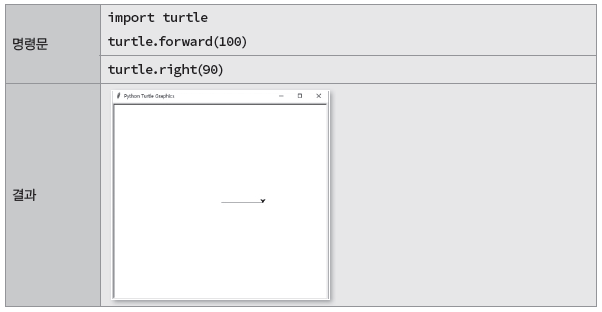 import turtle
명령문
turtle.forward(100)
turtle.right(90)
Python Turtle Graphics
결과